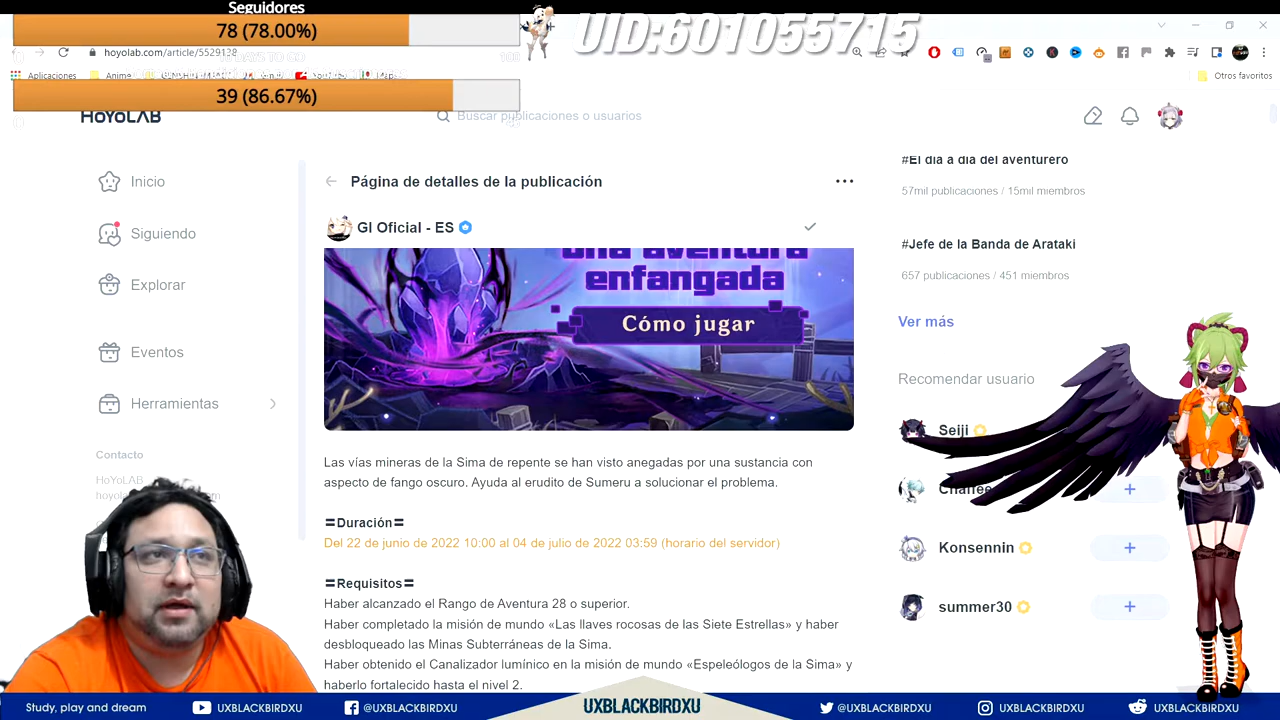 Seguidores
78 (78.00%)
UID:601055715
hoyolab.com/article/5529128
Aplicaciones
Anime
Otros favoritos
39 (86.67%)
HoYoLAB
Buscar publicaciones o usuarios
Inicio
Siguiendo
Explorar
Eventos
Herramientas
Contacto
HoYoLAB
Página de detalles de la publicación
GI Oficial - ES
una aventura
enfangada
Cómo jugar
Las vías mineras de la Sima de repente se han visto anegadas por una sustancia con
aspecto de fango oscuro. Ayuda al erudito de Sumeru a solucionar el problema.
=Duración=
Del 22 de junio de 2022 10:00 al 04 de julio de 2022 03:59 (horario del servidor)
=Requisitos=
Haber alcanzado el Rango de Aventura 28 o superior.
Haber completado la misión de mundo «Las llaves rocosas de las Siete Estrellas» y haber
desbloqueado las Minas Subterráneas de la Sima.
Haber obtenido el Canalizador lumínico en la misión de mundo «Espeleólogos de la Sima» y
haberlo fortalecido hasta el nivel 2.
#El día a día del aventurero
57mil publicaciones / 15mil miembros
#Jefe de la Banda de Arataki
657 publicaciones / 451 miembros
Ver más
Recomendar usuario
Seiji
Konsennin
summer30
Study, play and dream
UXBLACKBIRDXU
@UXBLACKBIRDXU
UXBLACKBIRDXU
@UXBLACKBIRDXU
UXBLACKBIRDXU
UXBLACKBIRDXU